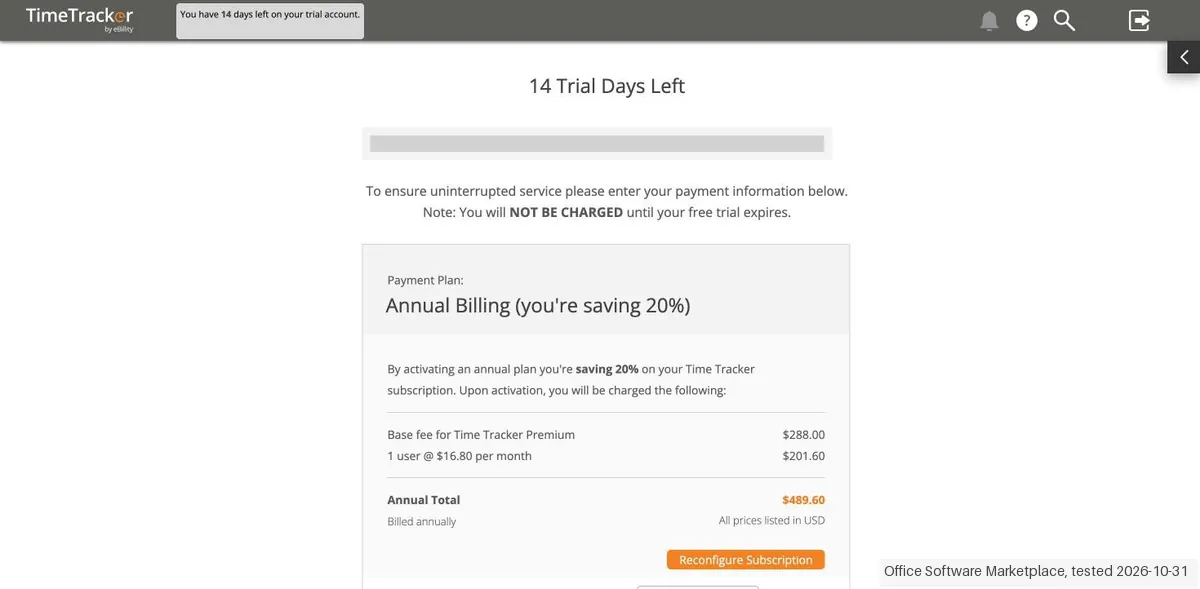 TimeTracker
by eBillity
You have 14 days left on your trial account.
?
14 Trial Days Left
To ensure uninterrupted service please enter your payment information below.
Note: You will NOT BE CHARGED until your free trial expires.
Payment Plan:
Annual Billing (you're saving 20%)
By activating an annual plan you're saving 20% on your Time Tracker
subscription. Upon activation, you will be charged the following:
Base fee for Time Tracker Premium $288.00
1 user @ $16.80 per month $201.60
Annual Total $489.60
Billed annually All prices listed in USD
Reconfigure Subscription
Office Software Marketplace, tested 2026-10-31